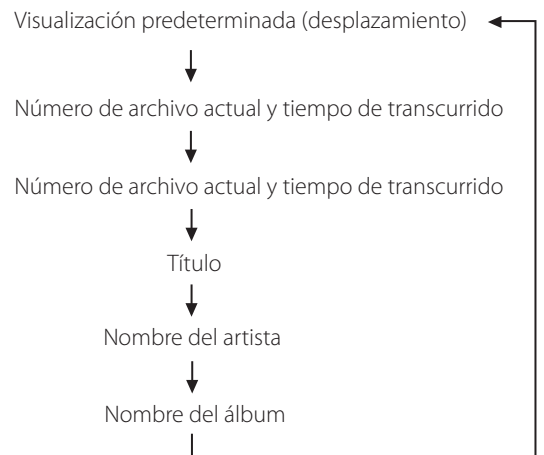 Visualización predeterminada (desplazamiento)
Número de archivo actual y tiempo de transcurrido
Número de archivo actual y tiempo de transcurrido
Título
Nombre del artista
Nombre del álbum